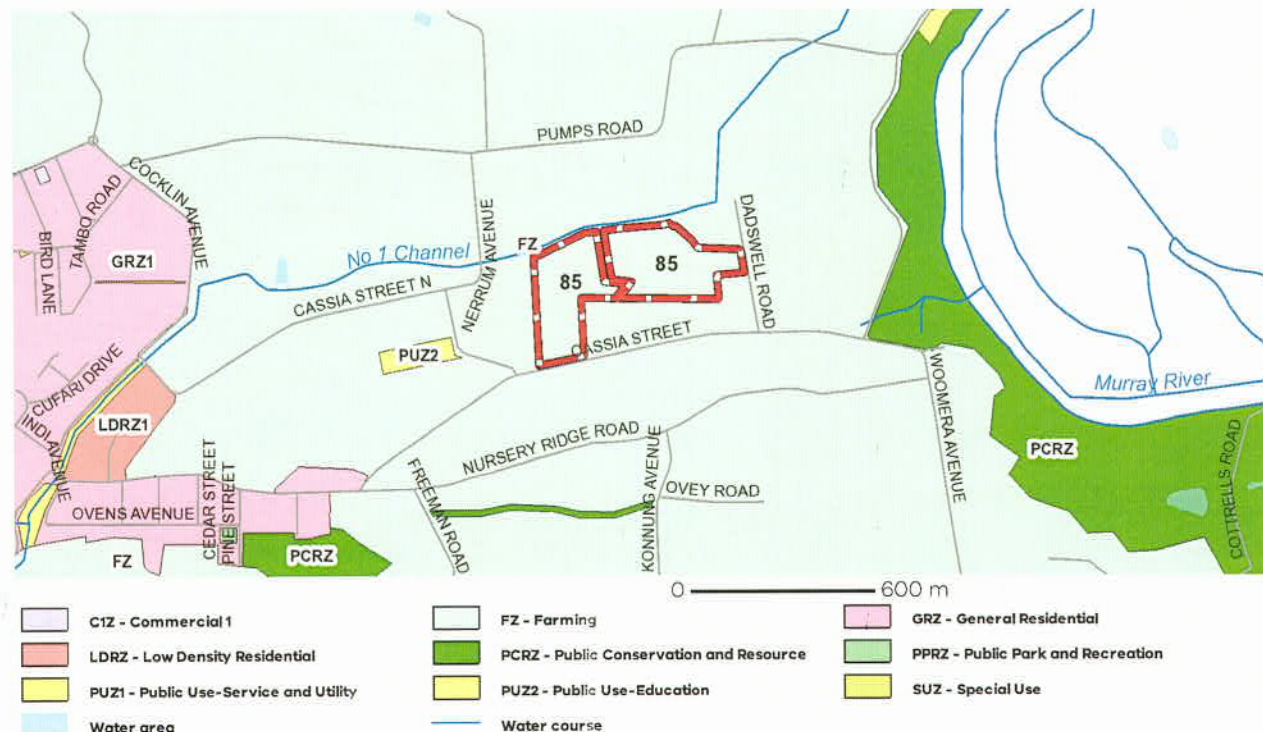 PUMPS ROAD
COCKLIN AVENUE
TAMBO ROAD
BIRD LANE
GRZ1
No 1 Channel
NERRUM AVENUE
FZ
DADSWELL ROAD
85
85
CASSIA STREET N
CASSIA STREET
PUZ2
CUFARI DRIVE
INDI AVENUE
LDRZ1
WOOMERA AVENUE
Murray River
NURSERY RIDGE ROAD
CEDAR STREET
PINE STREET
OVENS AVENUE
FREEMAN ROAD
KONNUNG AVENUE
OVEY ROAD
PCRZ
COTTRELLS ROAD
FZ
PCRZ
0 600 m
C1Z - Commercial 1
FZ - Farming
GRZ - General Residential
LDRZ - Low Density Residential
PCRZ - Public Conservation and Resource
PPRZ - Public Park and Recreation
PUZ1 - Public Use-Service and Utility
PUZ2 - Public Use-Education
SUZ - Special Use
Water area
Water course